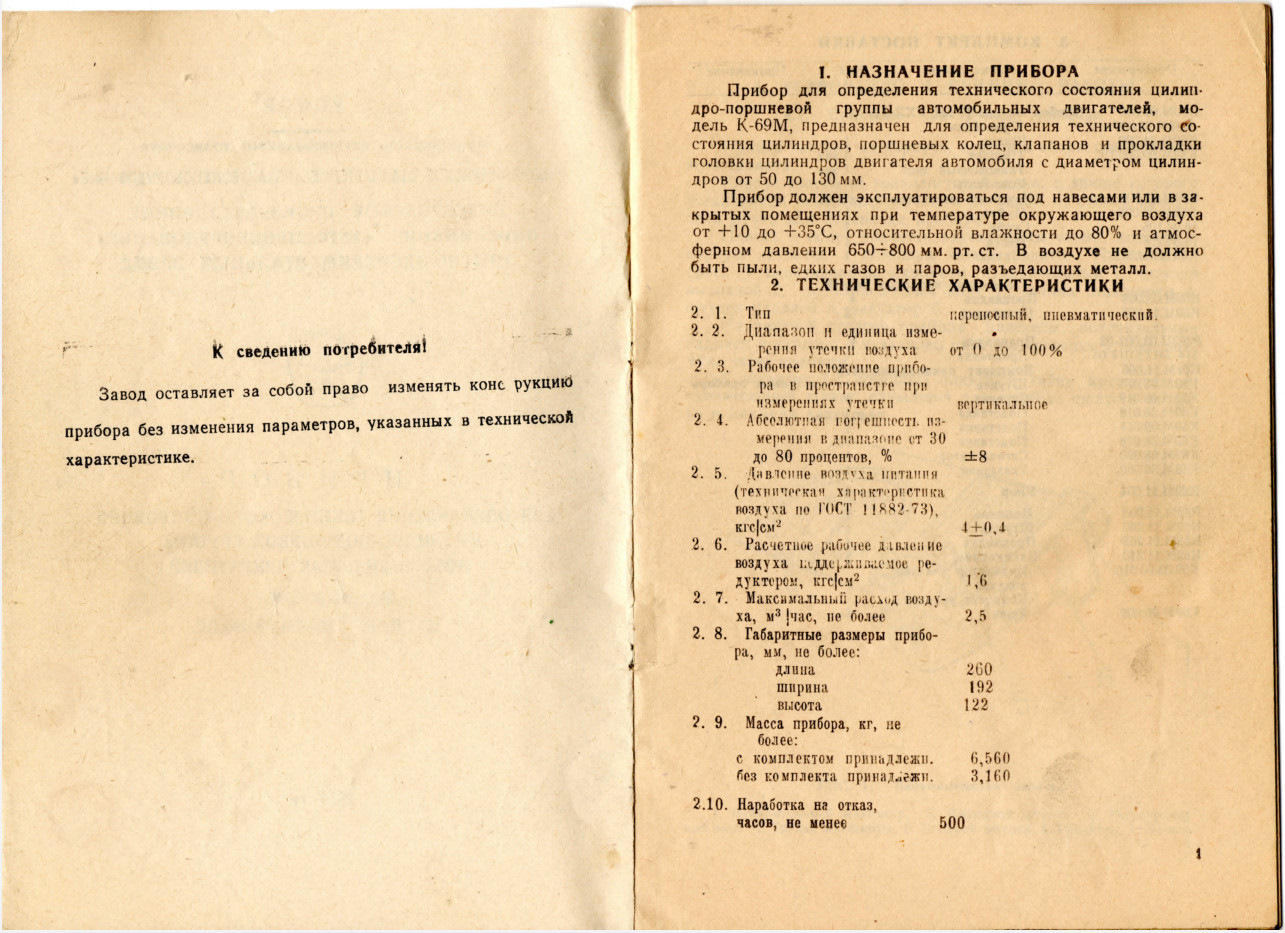 К сведению потребителя!
Завод оставляет за собой право изменять конс рукцию
прибора без изменения параметров, указанных в технической
характеристике.
1. НАЗНАЧЕНИЕ ПРИБОРА
Прибор для определения технического состояния цилин-
дро-поршневой группы автомобильных двигателей, мо-
дель К-69М, предназначен для определения технического со-
стояния цилиндров, поршневых колец, клапанов и прокладки
головки цилиндров двигателя автомобиля с диаметром цилин-
дров от 50 до 130 мм.
Прибор должен эксплуатироваться под навесами или в за-
крытых помещениях при температуре окружающего воздуха
от +10 до +35°С, относительной влажности до 80% и атмос-
ферном давлении 650÷800 мм. рт. ст. В воздухе не должно
быть пыли, едких газов и паров, разъедающих металл.
2. ТЕХНИЧЕСКИЕ ХАРАКТЕРИСТИКИ
2. 1. Тип переносный, пневматический.
2. 2. Диапазон и единица изме-
рения утечки воздуха от 0 до 100%
2. 3. Рабочее положение прибо-
ра в пространстве при
измерениях утечки вертикальное
2. 4. Абсолютная погрешность из-
мерения в диапазоне от 30
до 80 процентов, % ±8
2. 5. Давление воздуха питания
(техническая характеристика
воздуха по ГОСТ 11882-73),
кгс|см² 4±0,4
2. 6. Расчетное рабочее давление
воздуха поддерживаемое ре-
дуктором, кгс|см² 1,6
2. 7. Максимальный расход возду-
ха, м³|час, не более 2,5
2. 8. Габаритные размеры прибо-
ра, мм, не более:
длина 260
ширина 192
высота 122
2. 9. Масса прибора, кг, не
более:
с комплектом принадлежн. 6,560
без комплекта принадлежн. 3,160
2.10. Наработка на отказ,
часов, не менее 500
1